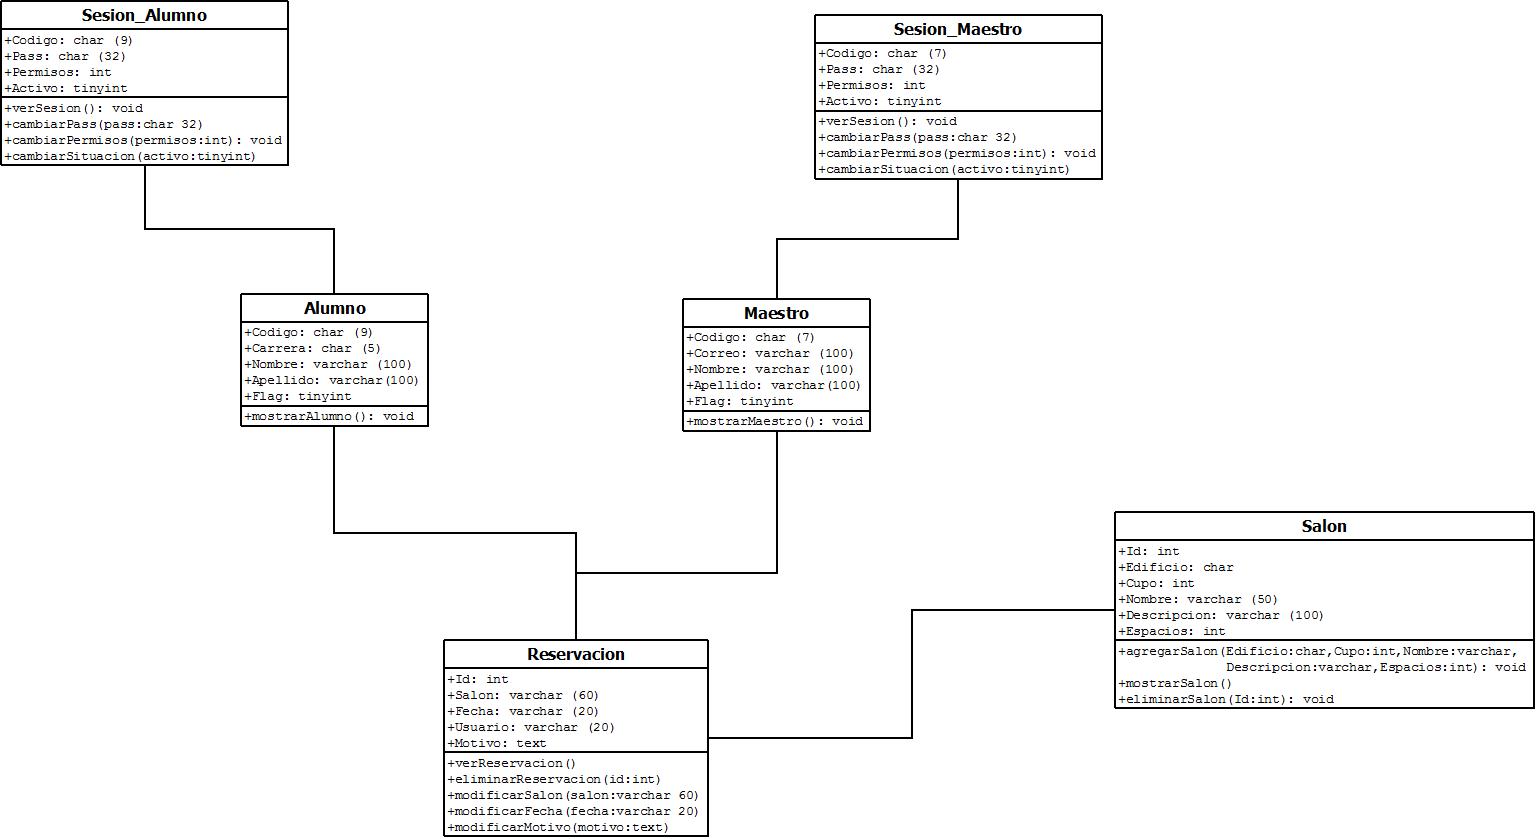 Sesion_Alumno
+Codigo: char (9)
+Pass: char (32)
+Permisos: int
+Activo: tinyint
+verSesion(): void
+cambiarPass(pass:char 32)
+cambiarPermisos(permisos:int): void
+cambiarSituacion(activo:tinyint)
Sesion_Maestro
+Codigo: char (7)
+Pass: char (32)
+Permisos: int
+Activo: tinyint
+verSesion(): void
+cambiarPass(pass:char 32)
+cambiarPermisos(permisos:int): void
+cambiarSituacion(activo:tinyint)
Alumno
+Codigo: char (9)
+Carrera: char (5)
+Nombre: varchar (100)
+Apellido: varchar(100)
+Flag: tinyint
+mostrarAlumno(): void
Maestro
+Codigo: char (7)
+Correo: varchar (100)
+Nombre: varchar (100)
+Apellido: varchar(100)
+Flag: tinyint
+mostrarMaestro(): void
Salon
+Id: int
+Edificio: char
+Cupo: int
+Nombre: varchar (50)
+Descripcion: varchar (100)
+Espacios: int
+agregarSalon(Edificio:char,Cupo:int,Nombre:varchar,
Descripcion:varchar,Espacios:int): void
+mostrarSalon()
+eliminarSalon(Id:int): void
Reservacion
+Id: int
+Salon: varchar (60)
+Fecha: varchar (20)
+Usuario: varchar (20)
+Motivo: text
+verReservacion()
+eliminarReservacion(id:int)
+modificarSalon(salon:varchar 60)
+modificarFecha(fecha:varchar 20)
+modificarMotivo(motivo:text)